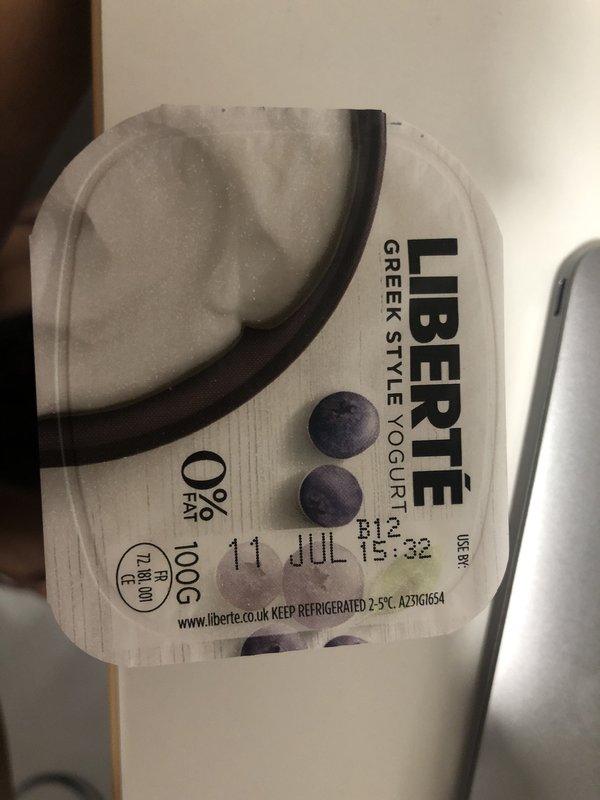 LIBERTÉ
GREEK STYLE YOGURT
0%
FAT
100G
FR
72.181.001
CE
USE BY:
B12
11 JUL 15:32
www.liberte.co.uk KEEP REFRIGERATED 2-5°C. A231G1654